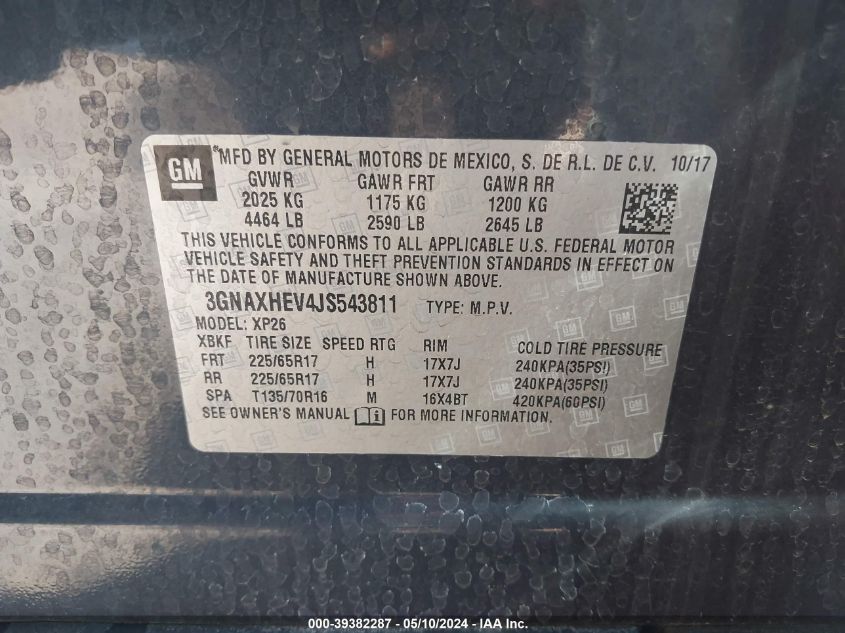 GM
*MFD BY GENERAL MOTORS DE MEXICO, S. DE R.L. DE C.V. 10/17
GVWR GAWR FRT GAWR RR
2025 KG 1175 KG 1200 KG
4464 LB 2590 LB 2645 LB
THIS VEHICLE CONFORMS TO ALL APPLICABLE U.S. FEDERAL MOTOR
VEHICLE SAFETY AND THEFT PREVENTION STANDARDS IN EFFECT ON
THE DATE OF MANUFACTURE SHOWN ABOVE.
3GNAXHEV4JS543811 TYPE: M.P.V.
MODEL: XP26
XBKF TIRE SIZE SPEED RTG RIM COLD TIRE PRESSURE
FRT 225/65R17 H 17X7J 240KPA(35PSI)
RR 225/65R17 H 17X7J 240KPA(35PSI)
SPA T135/70R16 M 16X4BT 420KPA(60PSI)
SEE OWNER'S MANUAL FOR MORE INFORMATION.
000-39382287 - 05/10/2024 - IAA Inc.